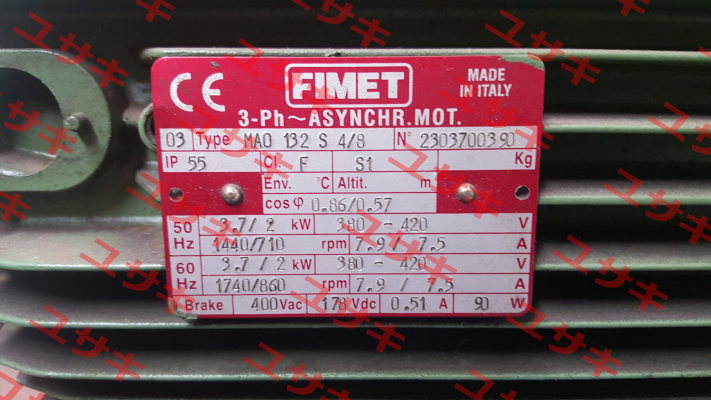 CE FIMET MADE IN ITALY
3-Ph~ASYNCHR.MOT.
03 Type MAO 132 S 4/8 N° 2303700390
IP 55 Cl. F S1 Kg
Env. °C Altit. m
cos φ 0.86/0.57
50 Hz 3.7/2 kW 380-420 V
1440/710 rpm 7.9/7.5 A
60 Hz 3.7/2 kW 380-420 V
1740/860 rpm 7.9/7.5 A
Brake 400Vac 178Vdc 0.51 A 90 W
ユサキ